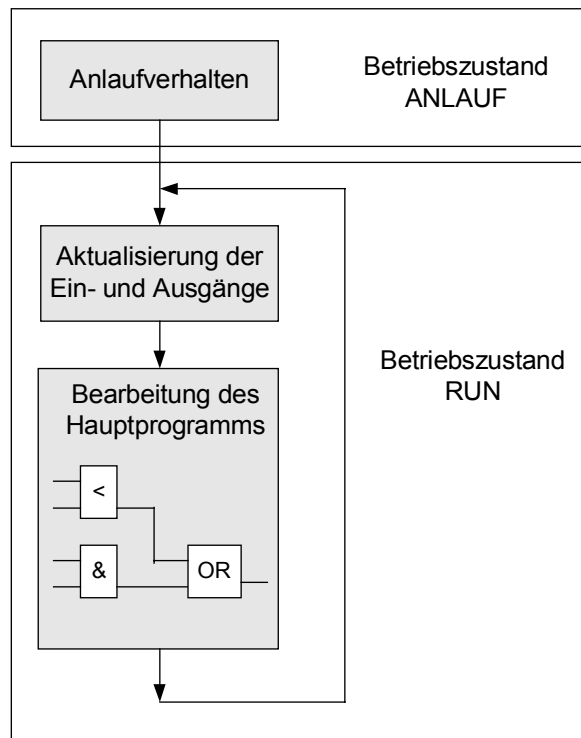 Anlaufverhalten
Betriebszustand
ANLAUF
Aktualisierung der
Ein- und Ausgänge
Betriebszustand
RUN
Bearbeitung des
Hauptprogramms
<
&
OR